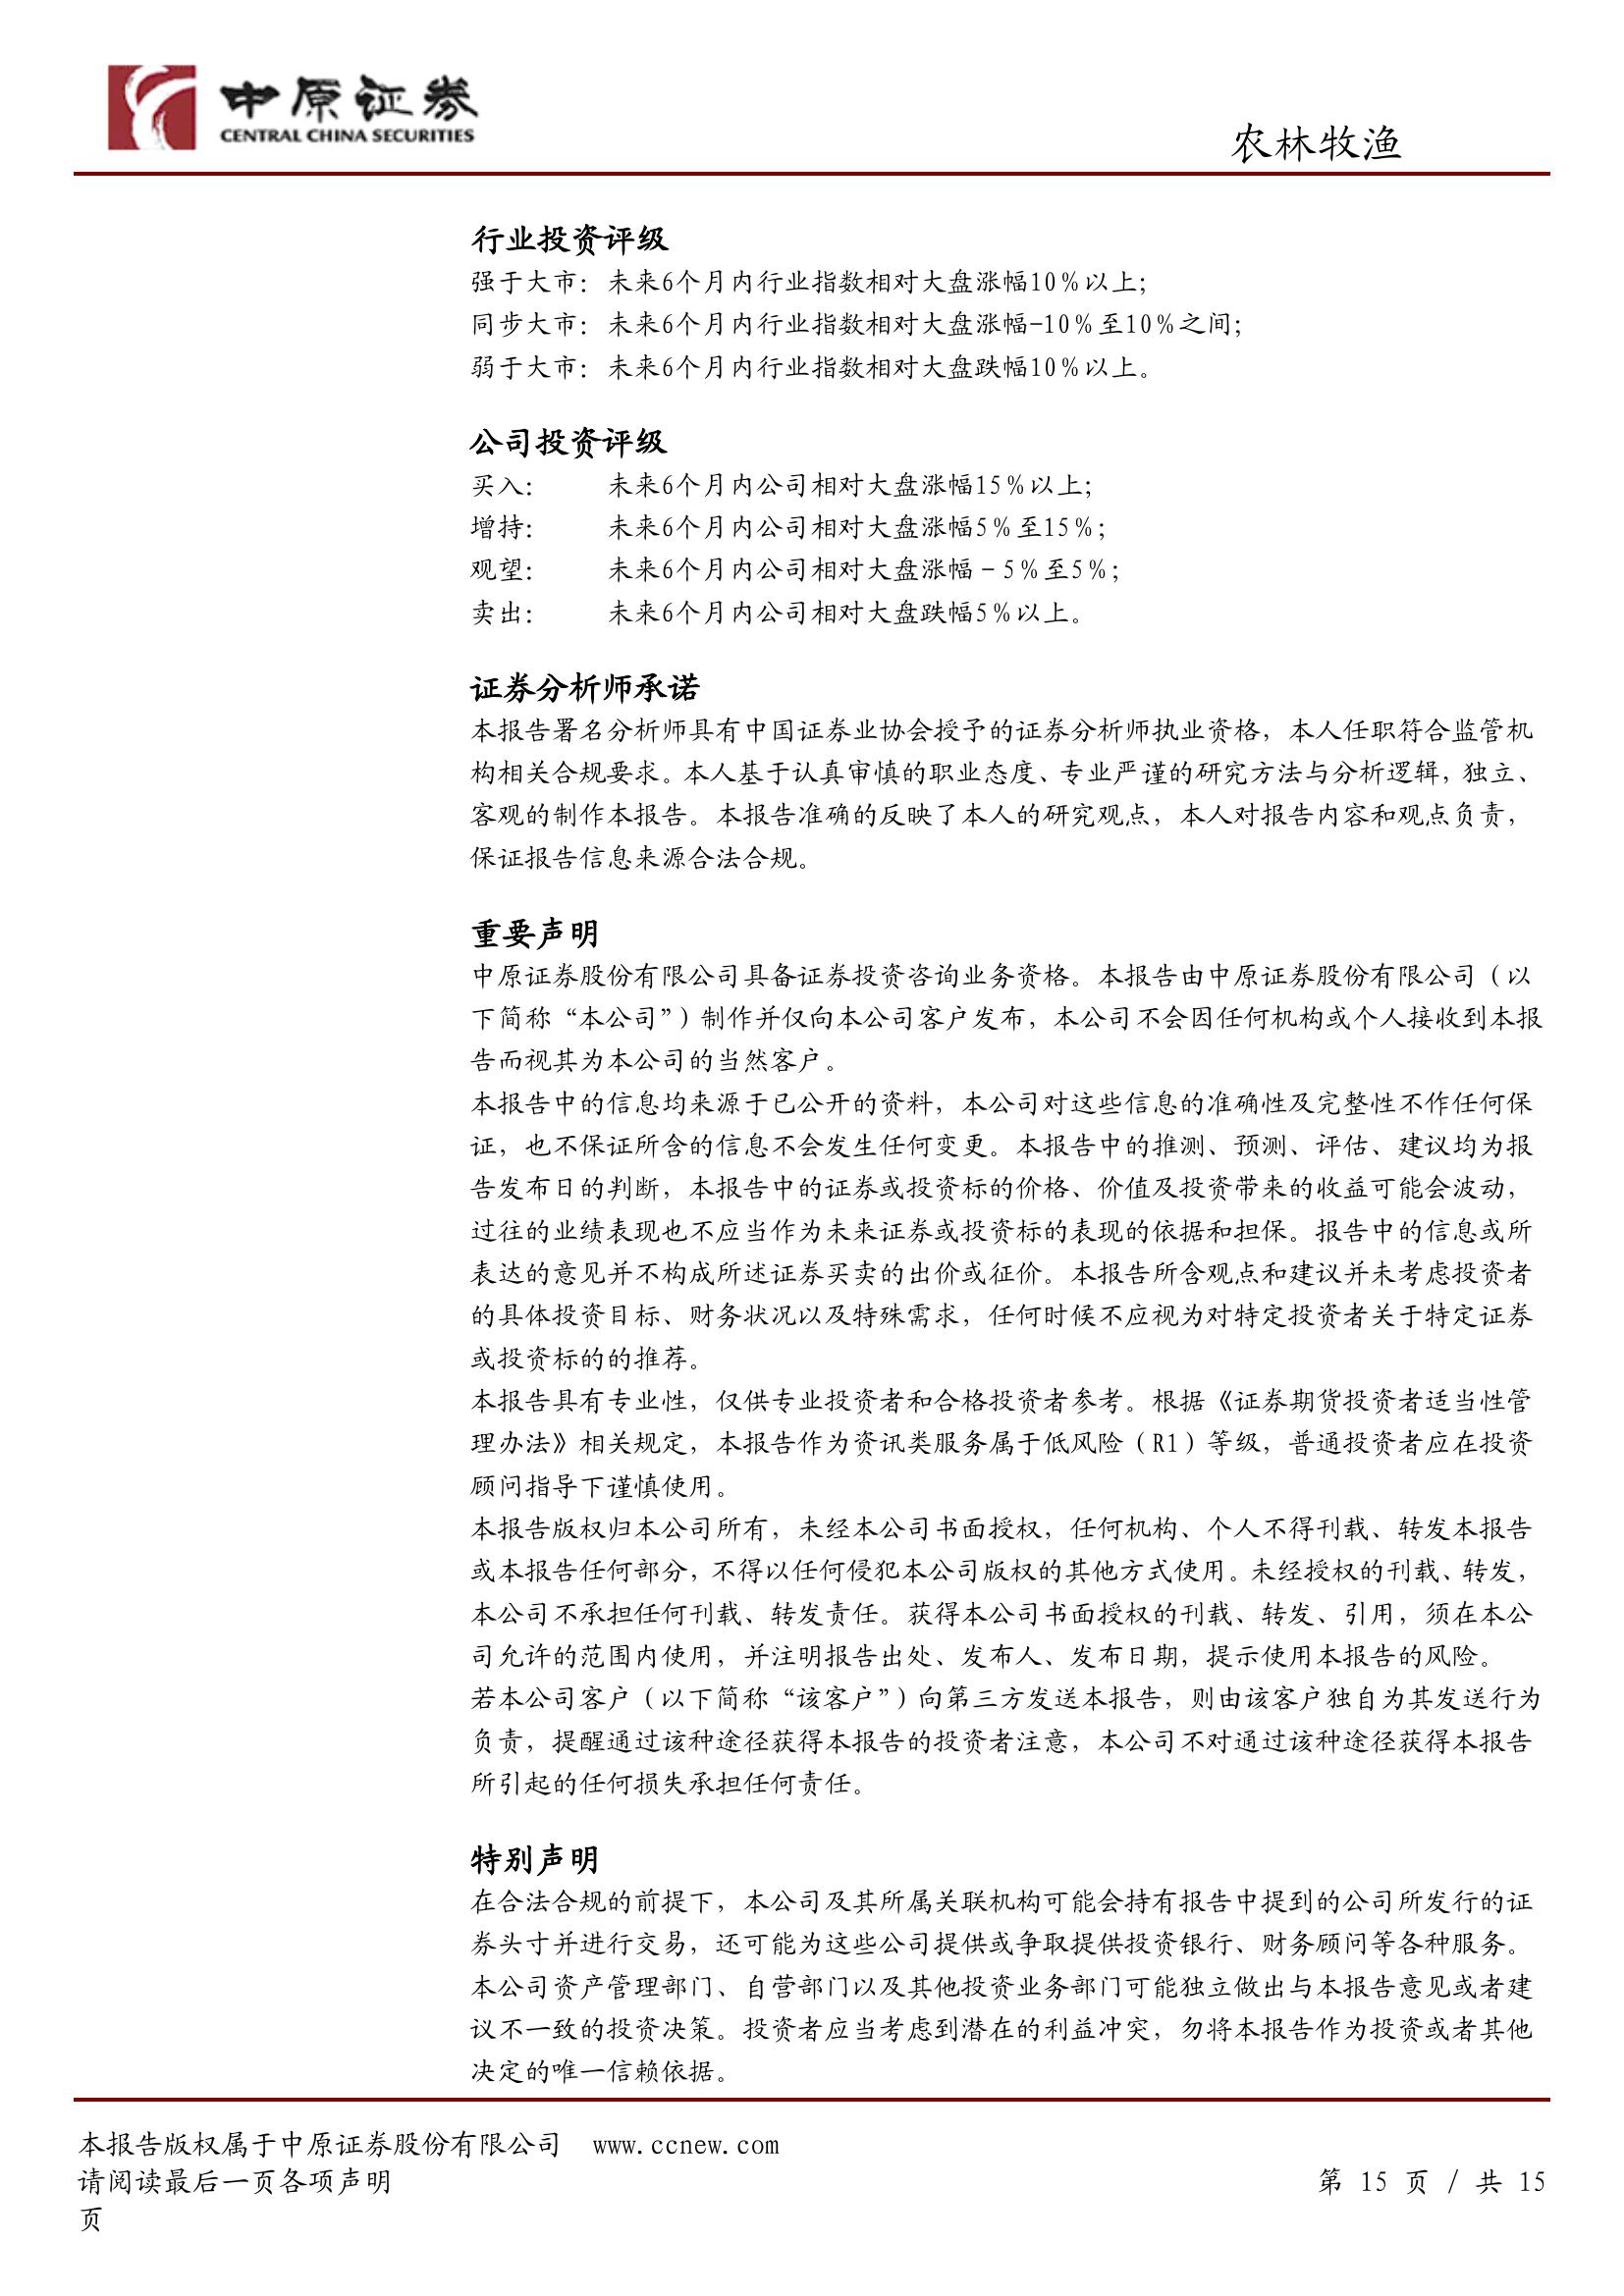 中原证券
CENTRAL CHINA SECURITIES
农林牧渔
行业投资评级
强于大市：未来6个月内行业指数相对大盘涨幅10％以上；
同步大市：未来6个月内行业指数相对大盘涨幅-10％至10％之间；
弱于大市：未来6个月内行业指数相对大盘跌幅10％以上。
公司投资评级
买入： 未来6个月内公司相对大盘涨幅15％以上；
增持： 未来6个月内公司相对大盘涨幅5％至15％；
观望： 未来6个月内公司相对大盘涨幅－5％至5％；
卖出： 未来6个月内公司相对大盘跌幅5％以上。
证券分析师承诺
本报告署名分析师具有中国证券业协会授予的证券分析师执业资格，本人任职符合监管机
构相关合规要求。本人基于认真审慎的职业态度、专业严谨的研究方法与分析逻辑，独立、
客观的制作本报告。本报告准确的反映了本人的研究观点，本人对报告内容和观点负责，
保证报告信息来源合法合规。
重要声明
中原证券股份有限公司具备证券投资咨询业务资格。本报告由中原证券股份有限公司（以
下简称“本公司”）制作并仅向本公司客户发布，本公司不会因任何机构或个人接收到本报
告而视其为本公司的当然客户。
本报告中的信息均来源于已公开的资料，本公司对这些信息的准确性及完整性不作任何保
证，也不保证所含的信息不会发生任何变更。本报告中的推测、预测、评估、建议均为报
告发布日的判断，本报告中的证券或投资标的价格、价值及投资带来的收益可能会波动，
过往的业绩表现也不应当作为未来证券或投资标的表现的依据和担保。报告中的信息或所
表达的意见并不构成所述证券买卖的出价或征价。本报告所含观点和建议并未考虑投资者
的具体投资目标、财务状况以及特殊需求，任何时候不应视为对特定投资者关于特定证券
或投资标的的推荐。
本报告具有专业性，仅供专业投资者和合格投资者参考。根据《证券期货投资者适当性管
理办法》相关规定，本报告作为资讯类服务属于低风险（R1）等级，普通投资者应在投资
顾问指导下谨慎使用。
本报告版权归本公司所有，未经本公司书面授权，任何机构、个人不得刊载、转发本报告
或本报告任何部分，不得以任何侵犯本公司版权的其他方式使用。未经授权的刊载、转发，
本公司不承担任何刊载、转发责任。获得本公司书面授权的刊载、转发、引用，须在本公
司允许的范围内使用，并注明报告出处、发布人、发布日期，提示使用本报告的风险。
若本公司客户（以下简称“该客户”）向第三方发送本报告，则由该客户独自为其发送行为
负责，提醒通过该种途径获得本报告的投资者注意，本公司不对通过该种途径获得本报告
所引起的任何损失承担任何责任。
特别声明
在合法合规的前提下，本公司及其所属关联机构可能会持有报告中提到的公司所发行的证
券头寸并进行交易，还可能为这些公司提供或争取提供投资银行、财务顾问等各种服务。
本公司资产管理部门、自营部门以及其他投资业务部门可能独立做出与本报告意见或者建
议不一致的投资决策。投资者应当考虑到潜在的利益冲突，勿将本报告作为投资或者其他
决定的唯一信赖依据。
本报告版权属于中原证券股份有限公司 www.ccnew.com
请阅读最后一页各项声明 第 15 页 / 共 15
页